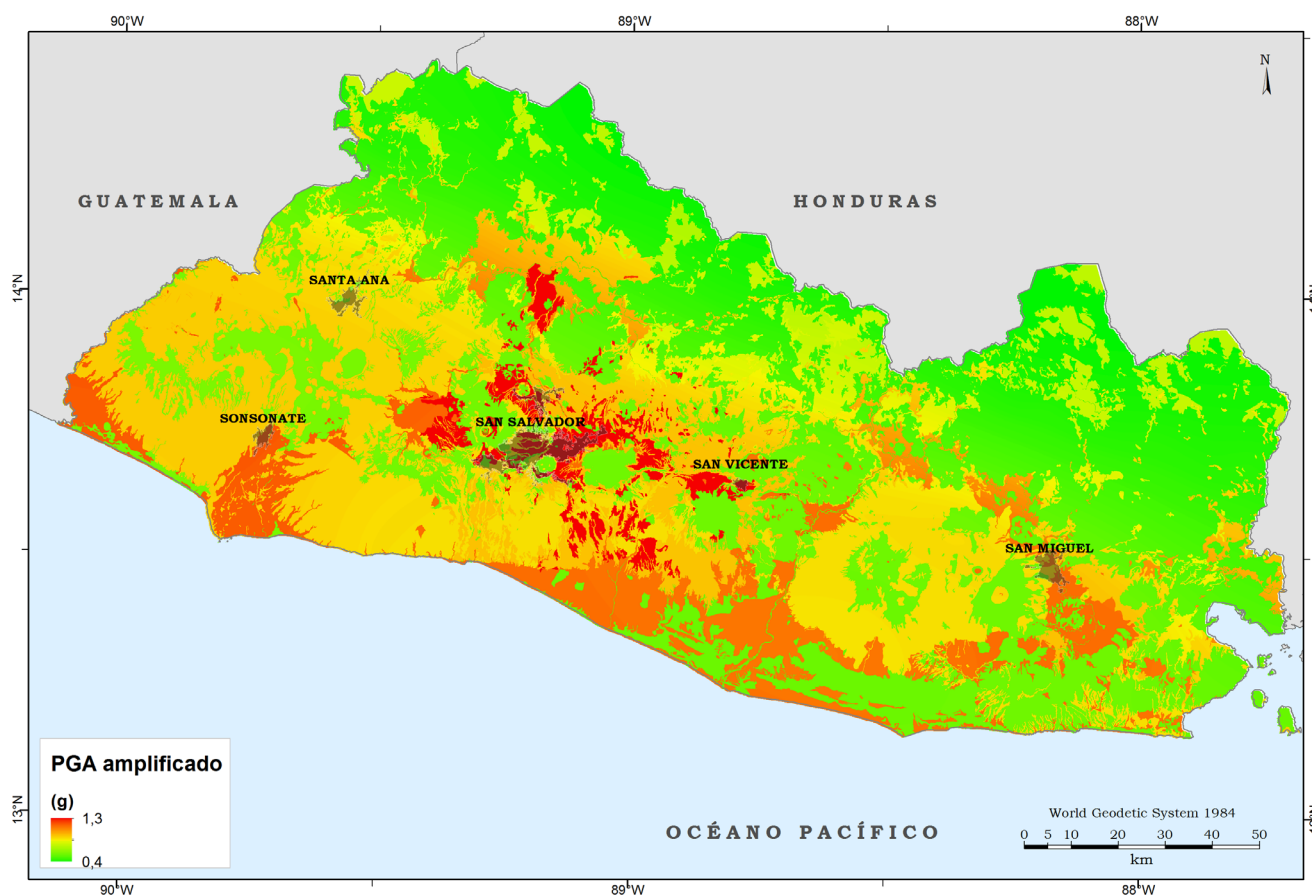 90°W 89°W 88°W
N
GUATEMALA
HONDURAS
SANTA ANA
14°N
SONSONATE
SAN SALVADOR
SAN VICENTE
SAN MIGUEL
PGA amplificado
(g)
1,3
0,4
13°N
World Geodetic System 1984
0 5 10 20 30 40 50
km
OCÉANO PACÍFICO
90°W 89°W 88°W